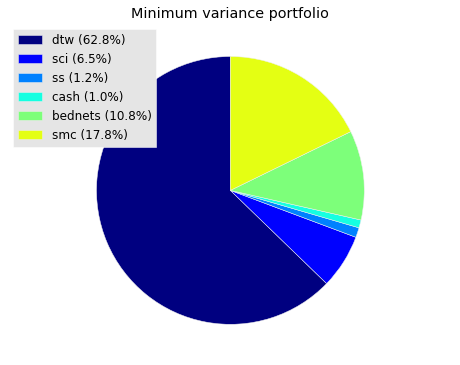 Minimum variance portfolio
dtw (62.8%)
sci (6.5%)
ss (1.2%)
cash (1.0%)
bednets (10.8%)
smc (17.8%)